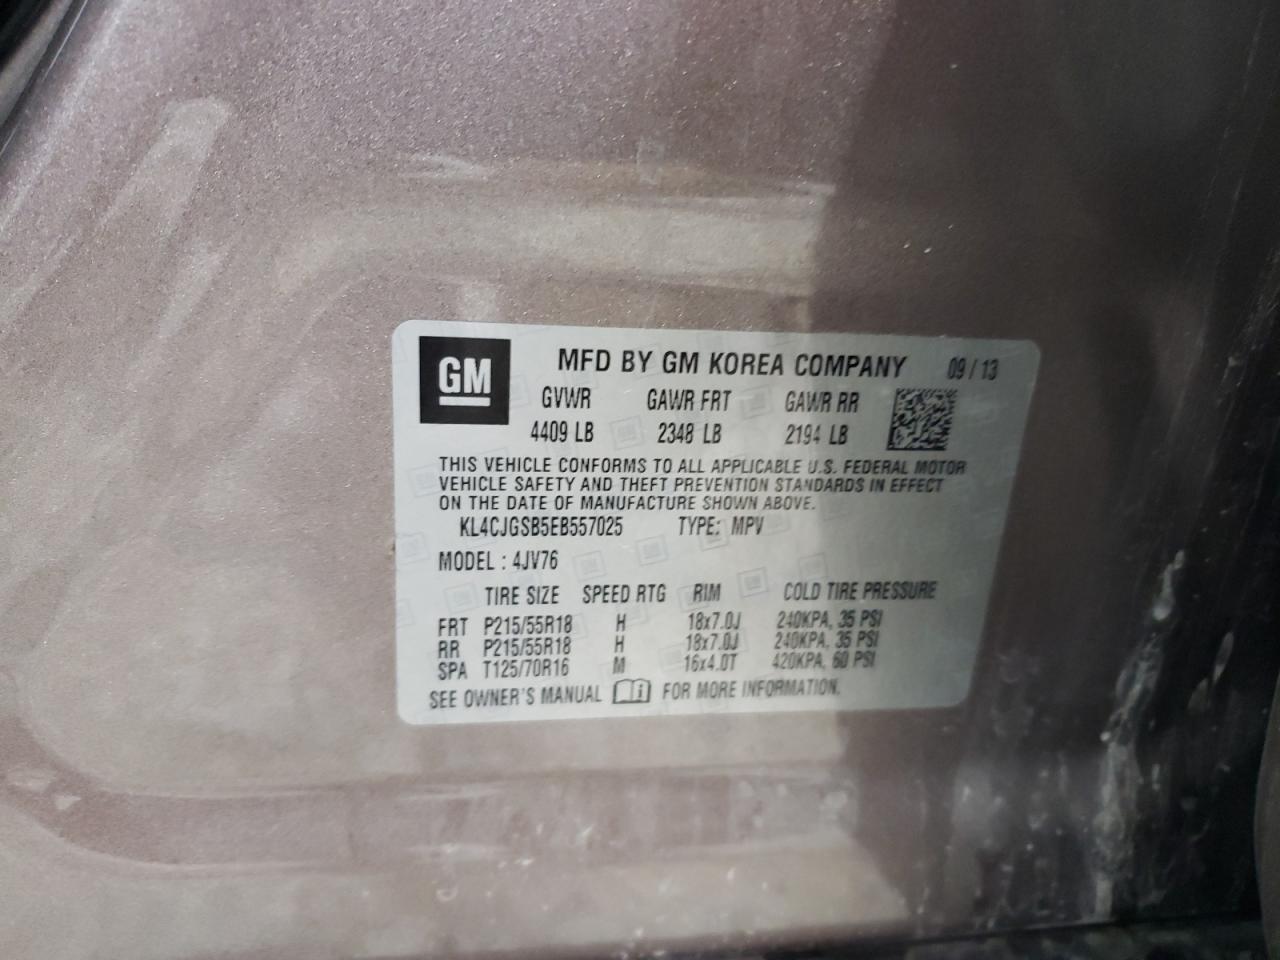 GM MFD BY GM KOREA COMPANY 09 / 13
GVWR GAWR FRT GAWR RR
4409 LB 2348 LB 2194 LB
THIS VEHICLE CONFORMS TO ALL APPLICABLE U.S. FEDERAL MOTOR
VEHICLE SAFETY AND THEFT PREVENTION STANDARDS IN EFFECT
ON THE DATE OF MANUFACTURE SHOWN ABOVE.
KL4CJGSB5EB557025 TYPE: MPV
MODEL : 4JV76
TIRE SIZE SPEED RTG RIM COLD TIRE PRESSURE
FRT P215/55R18 H 18x7.0J 240KPA, 35 PSI
RR P215/55R18 H 18x7.0J 240KPA, 35 PSI
SPA T125/70R16 M 16x4.0T 420KPA, 60 PSI
SEE OWNER'S MANUAL i FOR MORE INFORMATION.